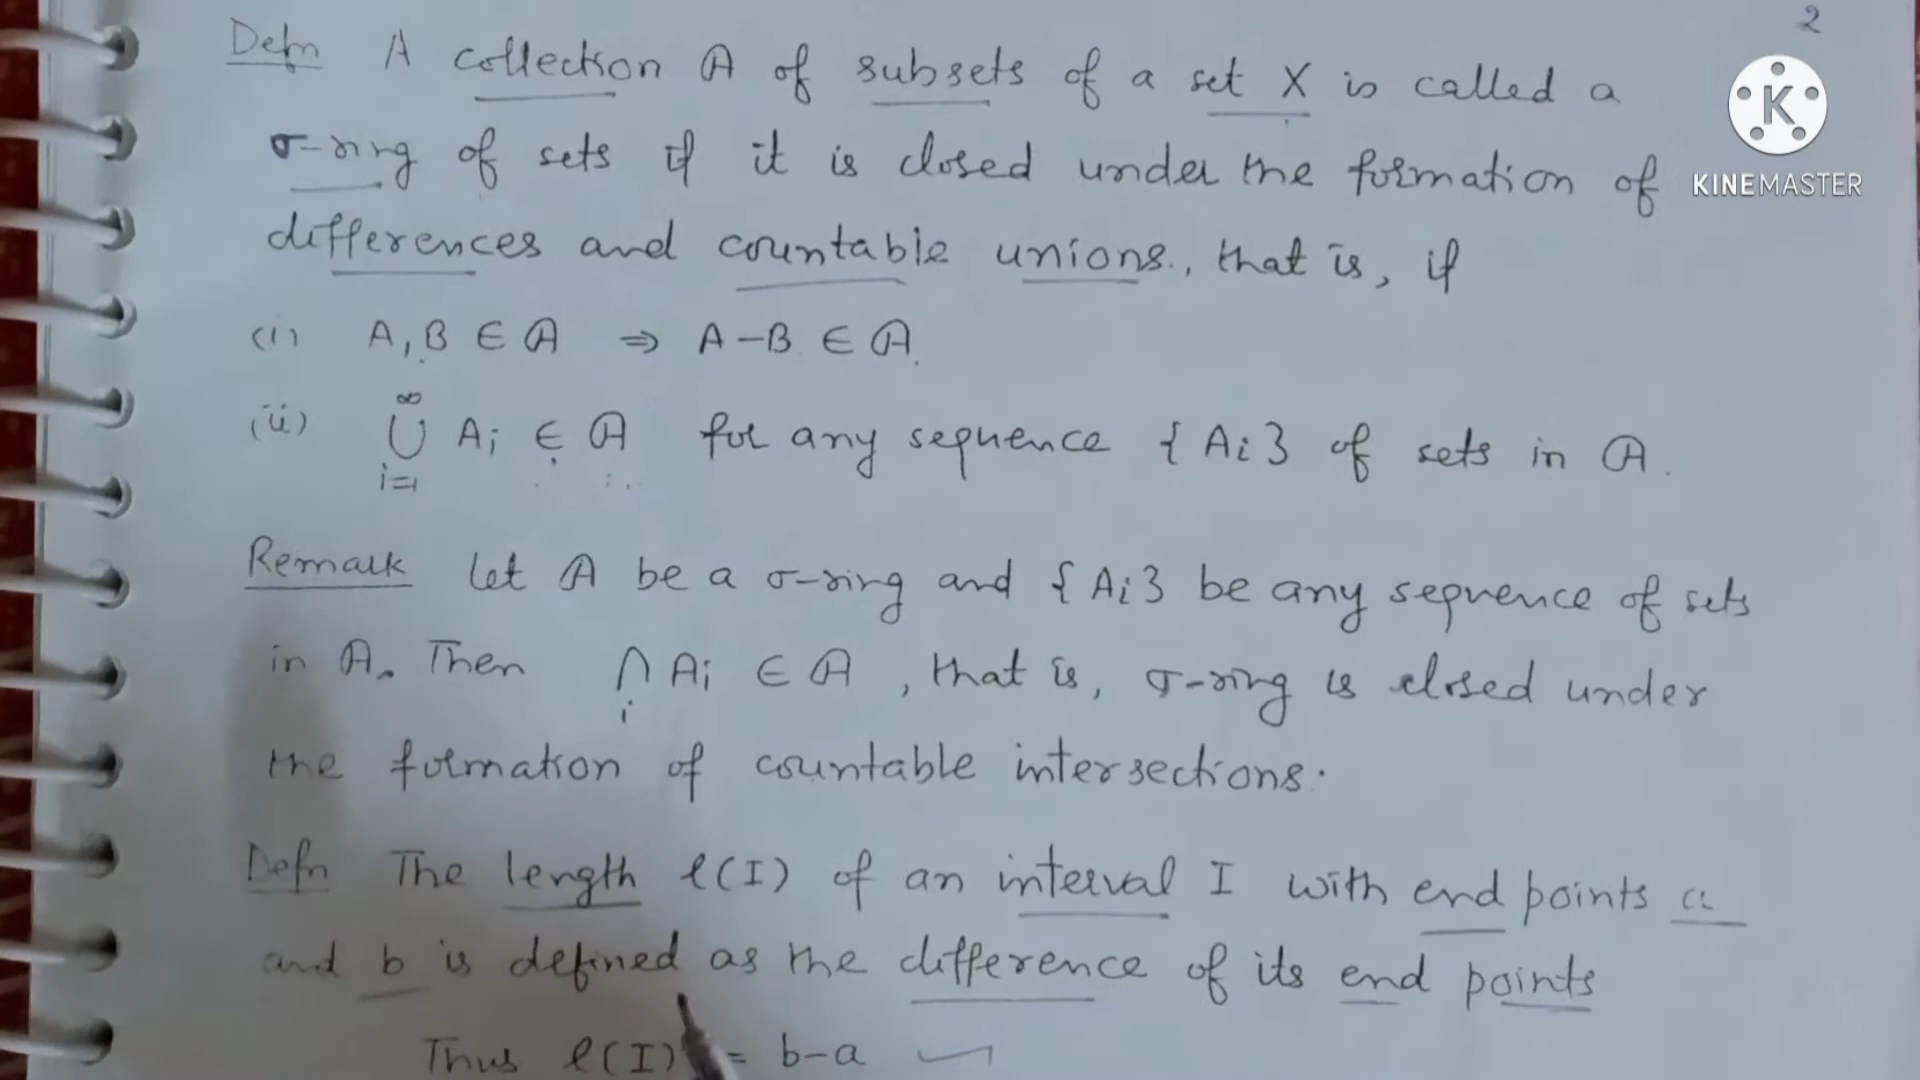 2
Defn A collection 𝔸 of subsets of a set X is called a
σ-ring of sets if it is closed under the formation of
differences and countable unions., that is, if
(i) A, B ∈ 𝔸 ⇒ A-B ∈ 𝔸.
(ii) ∞ ∪ i=1 Ai ∈ 𝔸 for any sequence {Ai} of sets in 𝔸.
Remark Let 𝔸 be a σ-ring and {Ai} be any sequence of sets
in 𝔸. Then ∩ i Ai ∈ 𝔸, that is, σ-ring is closed under
the formation of countable intersections.
Defn The length l(I) of an interval I with end points a
and b is defined as the difference of its end points
Thus l(I) = b-a
K
KINEMASTER